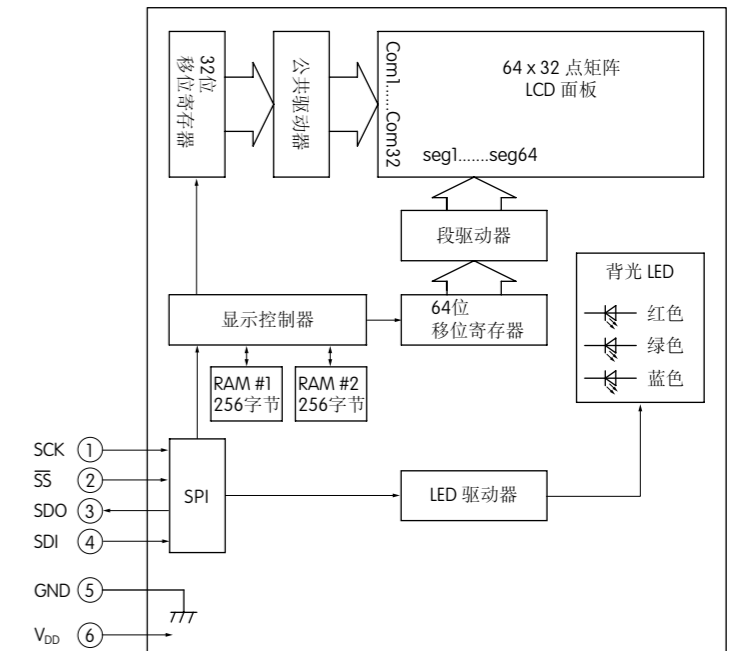 32位
移位寄存器
公共驱动器
Com1......Com32
64 x 32 点矩阵
LCD 面板
seg1.......seg64
段驱动器
背光 LED
红色
绿色
蓝色
显示控制器
64位
移位寄存器
RAM #1
256字节
RAM #2
256字节
SCK 1
SS 2
SDO 3
SDI 4
SPI
LED 驱动器
GND 5
VDD 6